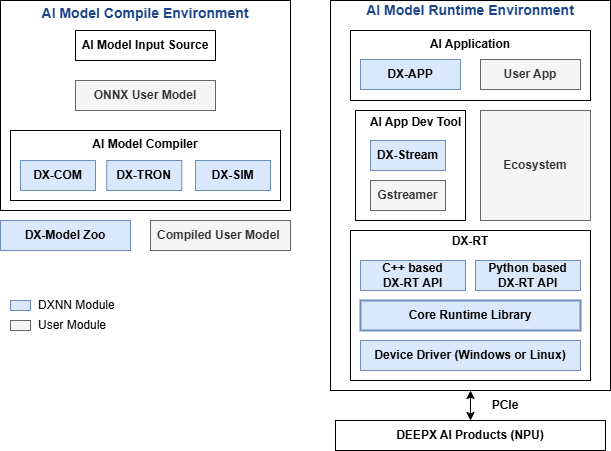 AI Model Compile Environment
AI Model Input Source
ONNX User Model
AI Model Compiler
DX-COM
DX-TRON
DX-SIM
DX-Model Zoo
Compiled User Model
DXNN Module
User Module
AI Model Runtime Environment
AI Application
DX-APP
User App
AI App Dev Tool
DX-Stream
Gstreamer
Ecosystem
DX-RT
C++ based
DX-RT API
Python based
DX-RT API
Core Runtime Library
Device Driver (Windows or Linux)
PCIe
DEEPX AI Products (NPU)